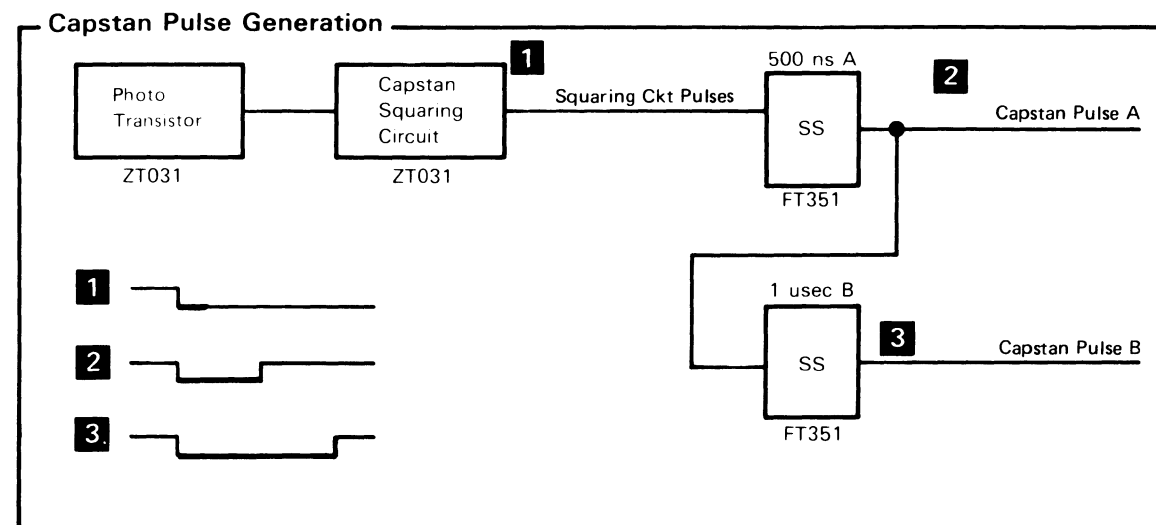 Capstan Pulse Generation
Photo
Transistor
ZT031
Capstan
Squaring
Circuit
ZT031
1
Squaring Ckt Pulses
500 ns A
SS
FT351
2
Capstan Pulse A
1 usec B
SS
FT351
3
Capstan Pulse B
1
2
3.